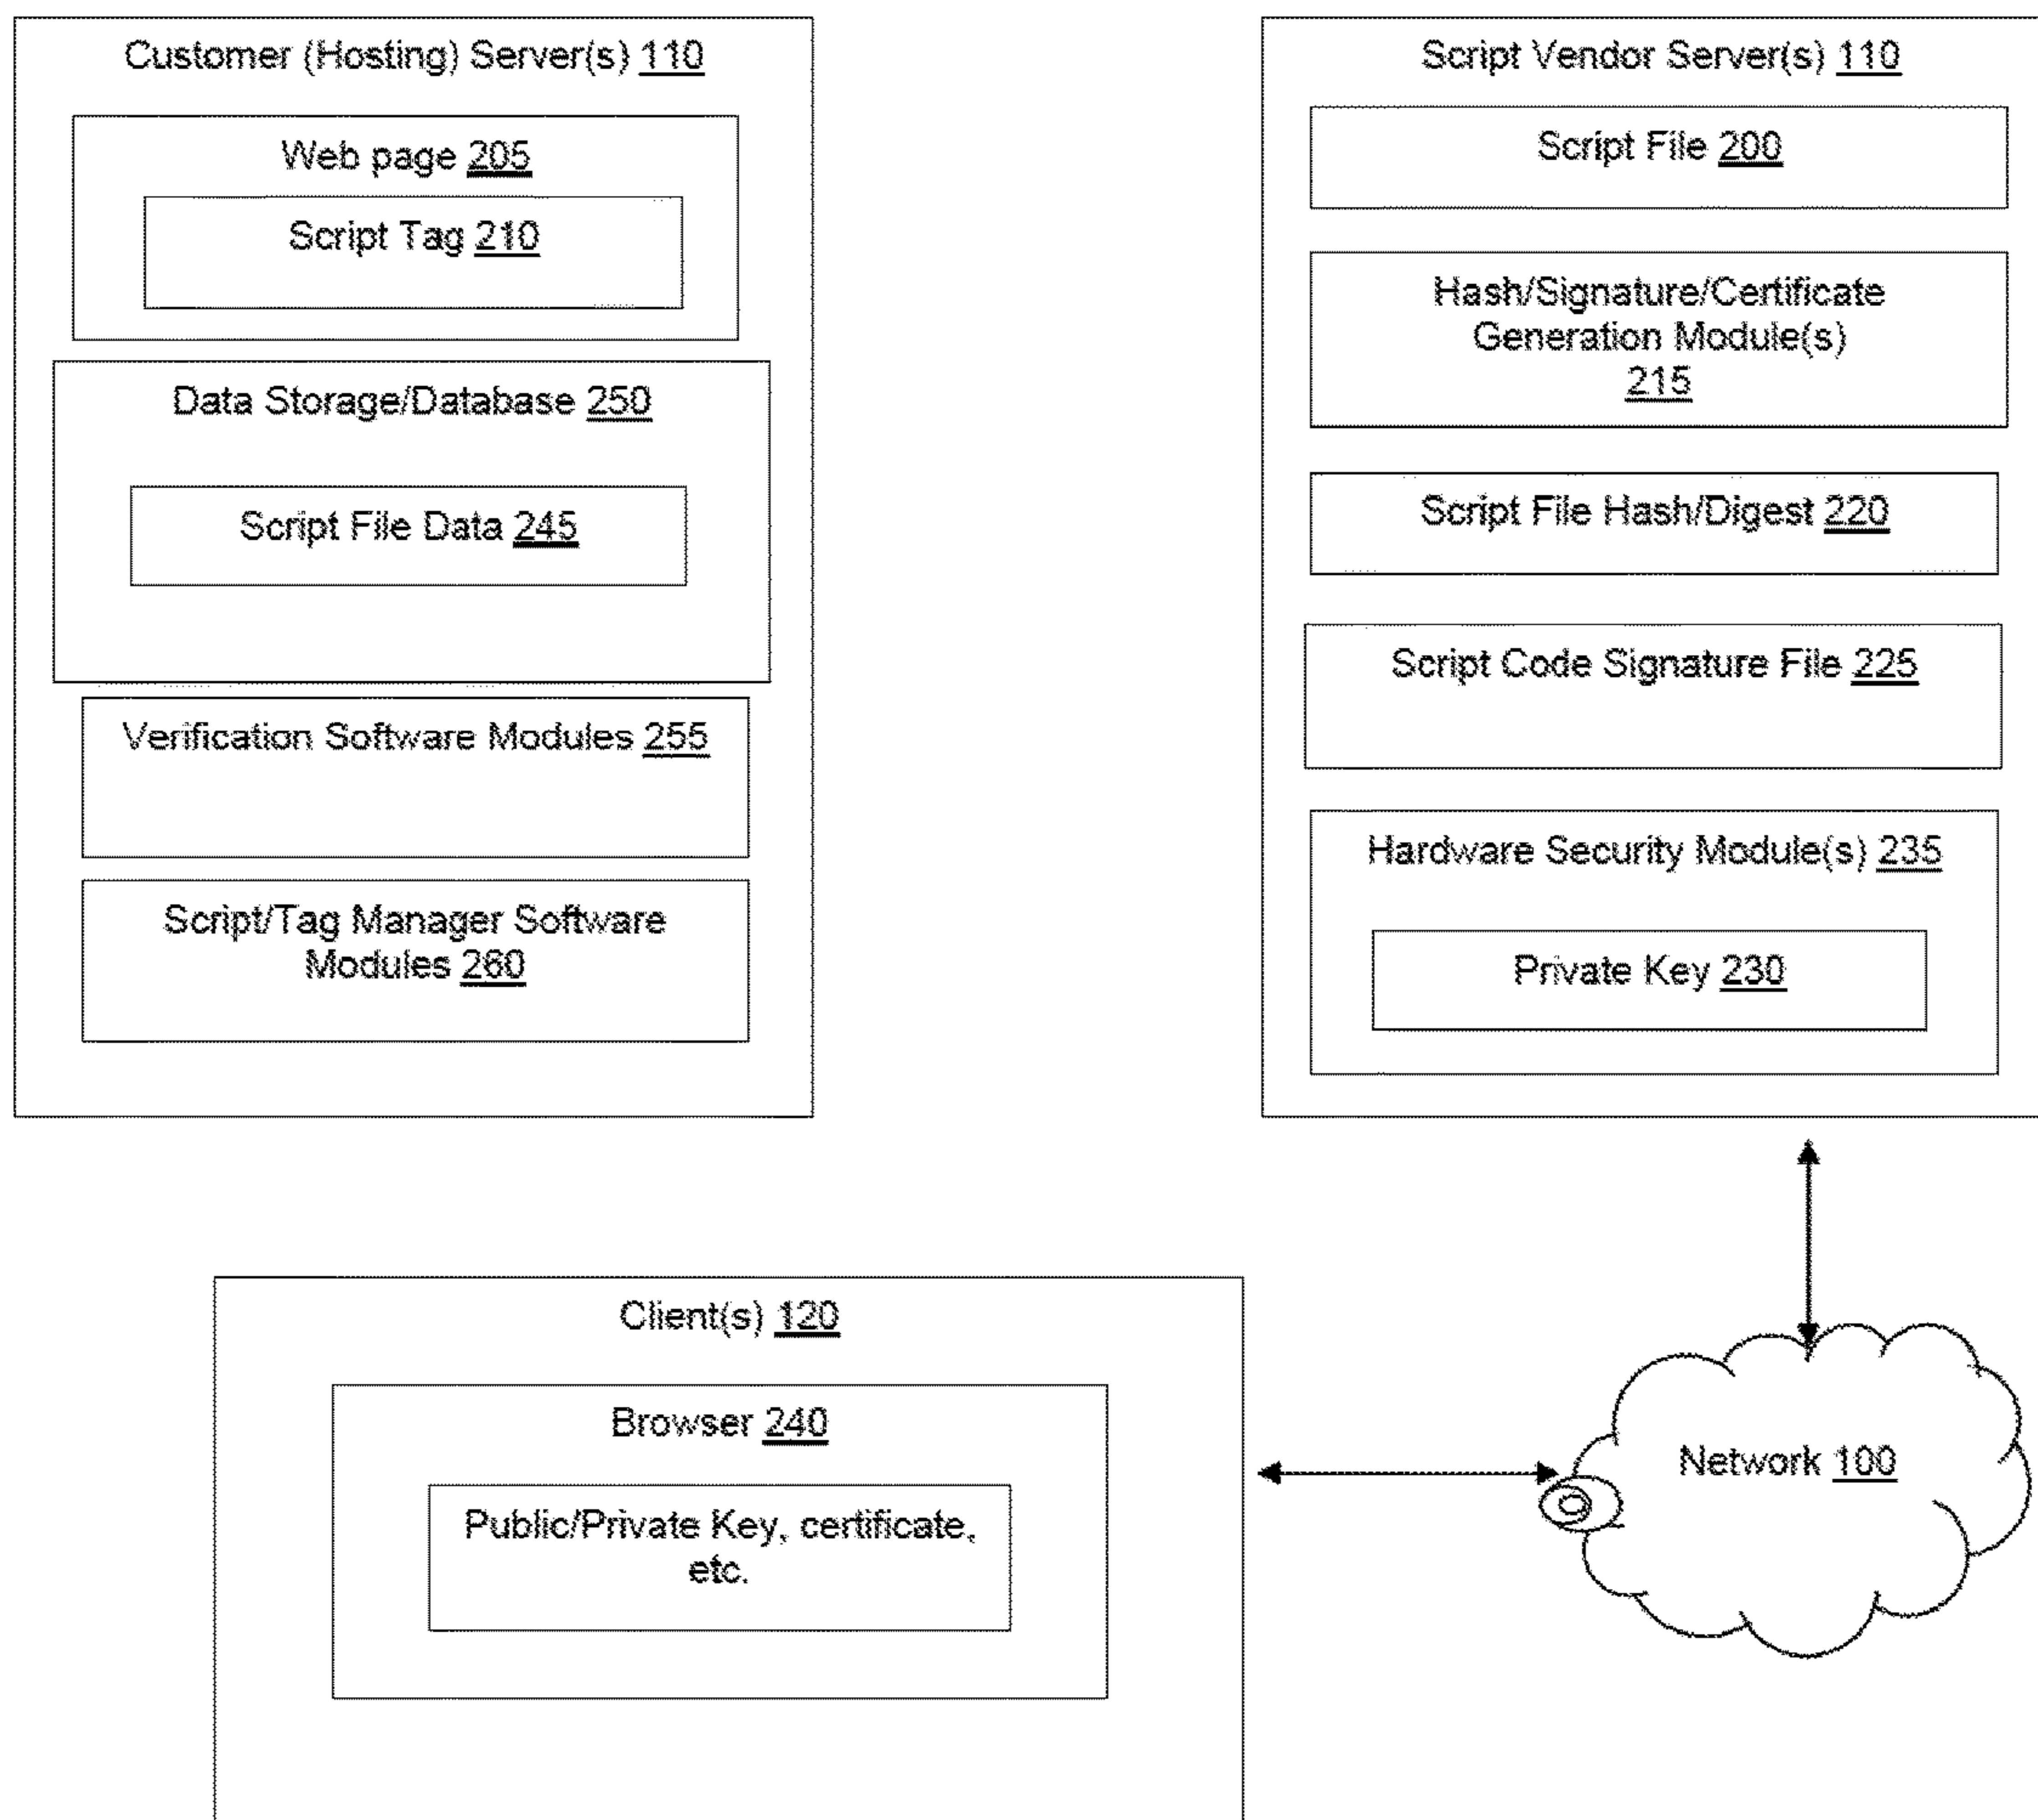 Customer (Hosting) Server(s) 110
Web page 205
Script Tag 210
Data Storage/Database 250
Script File Data 245
Verification Software Modules 255
Script/Tag Manager Software
Modules 260
Script Vendor Server(s) 110
Script File 200
Hash/Signature/Certificate
Generation Module(s)
215
Script File Hash/Digest 220
Script Code Signature File 225
Hardware Security Module(s) 235
Private Key 230
Client(s) 120
Browser 240
Public/Private Key, certificate,
etc.
Network 100